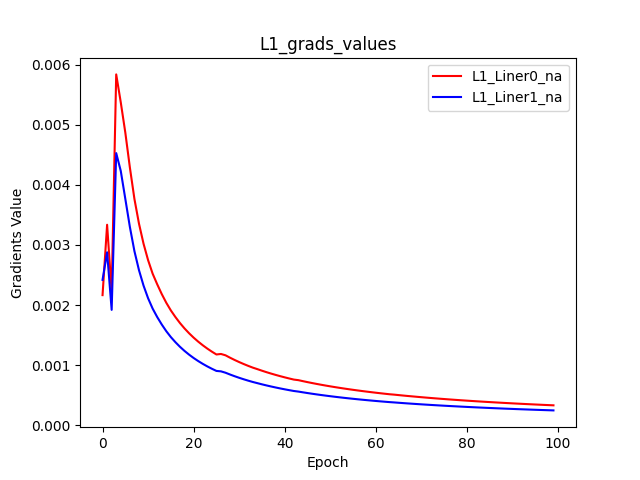 L1_grads_values
L1_Liner0_na
L1_Liner1_na
Gradients Value
0.006
0.005
0.004
0.003
0.002
0.001
0.000
0
20
40
60
80
100
Epoch